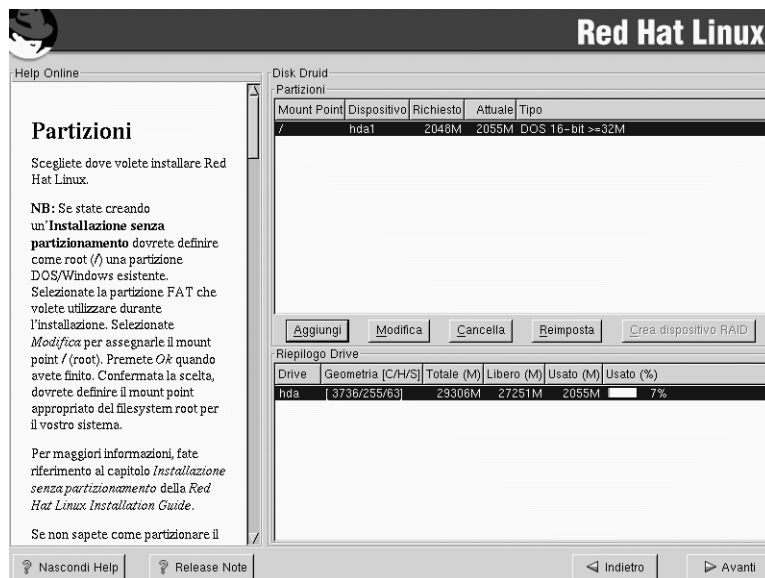 Red Hat Linux
Help Online
Partizioni
Scegliete dove volete installare Red
Hat Linux.
NB: Se state creando
un'Installazione senza
partizionamento dovrete definire
come root (/) una partizione
DOS/Windows esistente.
Selezionate la partizione FAT che
volete utilizzare durante
l'installazione. Selezionate
Modifica per assegnarle il mount
point / (root). Premete Ok quando
avete finito. Confermata la scelta,
dovrete definire il mount point
appropriato del filesystem root per
il vostro sistema.
Per maggiori informazioni, fate
riferimento al capitolo Installazione
senza partizionamento della Red
Hat Linux Installation Guide.
Se non sapete come partizionare il
Disk Druid
Partizioni
Mount Point Dispositivo Richiesto Attuale Tipo
/ hda1 2048M 2055M DOS 16-bit >=32M
Aggiungi Modifica Cancella Reimposta Crea dispositivo RAID
Riepilogo Drive
Drive Geometria [C/H/S] Totale (M) Libero (M) Usato (M) Usato (%)
hda [ 3736/255/63] 29306M 27251M 2055M 7%
Nascondi Help Release Note Indietro Avanti